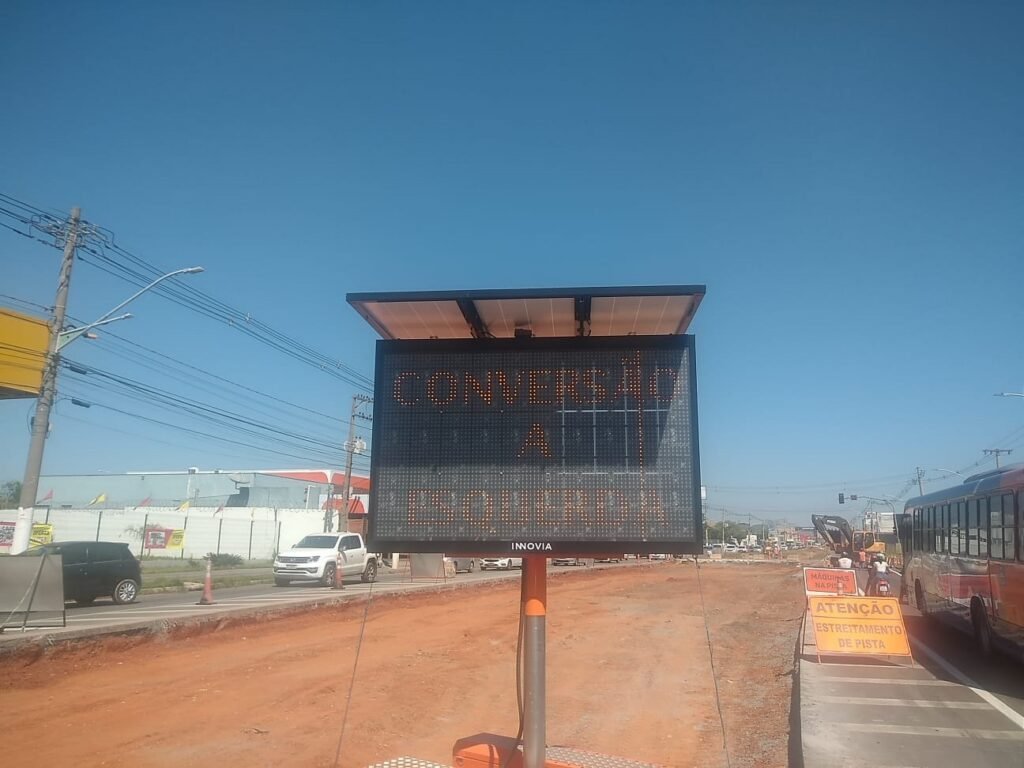 CONVERSÃO
A
ESQUERDA
INNOVIA
MÁQUINAS
NA PISTA
ATENÇÃO
ESTREITAMENTO
DE PISTA